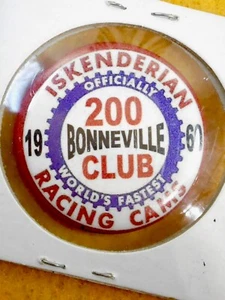 ISKENDERIAN
OFFICIALLY
200
19 BONNEVILLE 60
CLUB
WORLD'S FASTEST
RACING CAMS